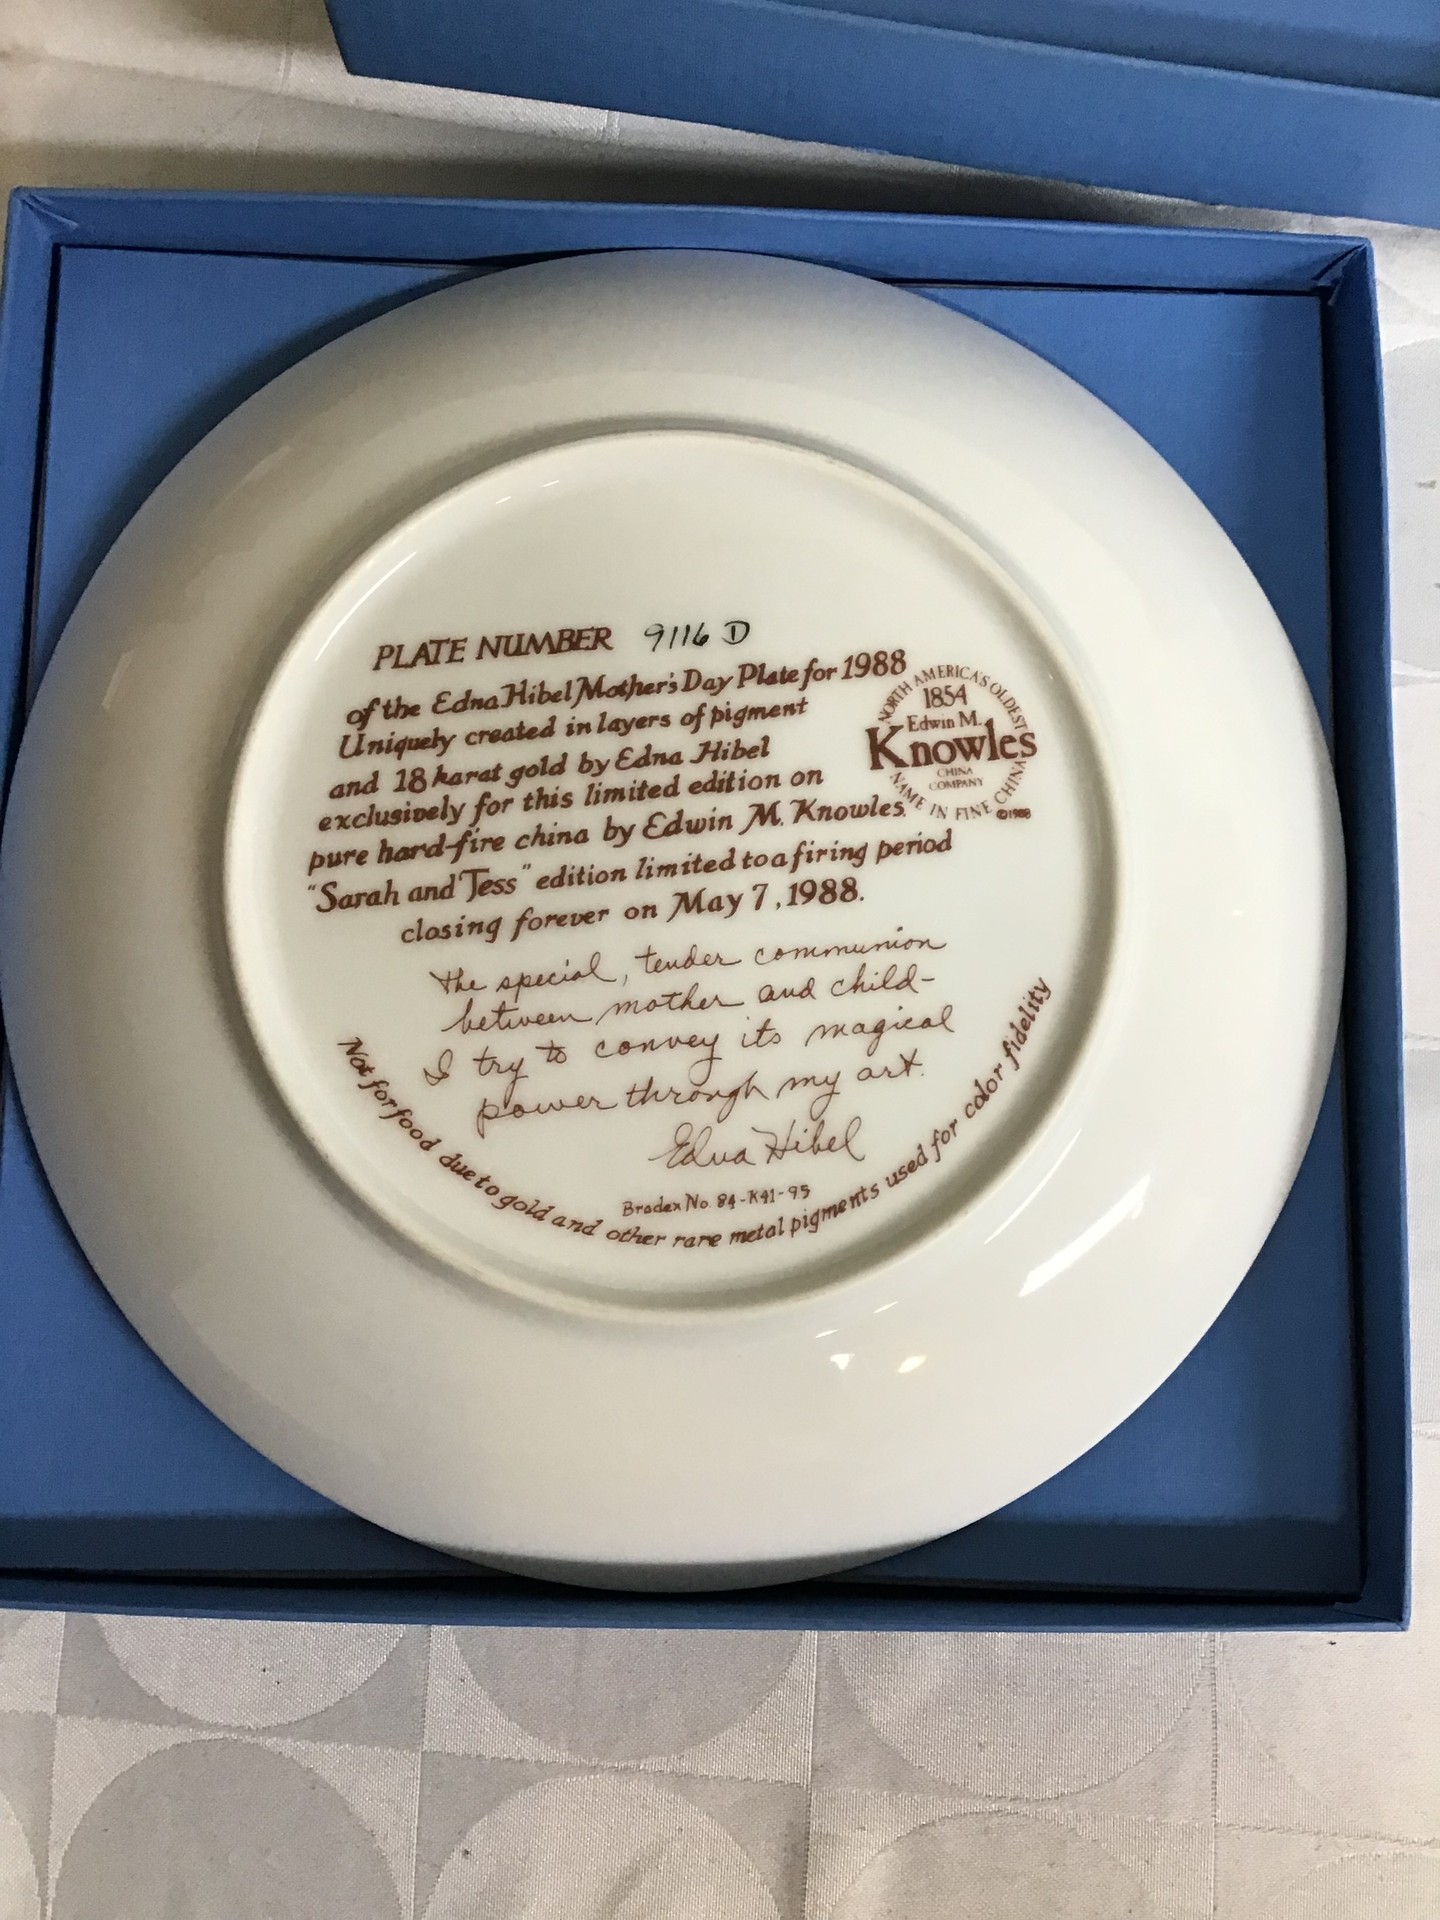 PLATE NUMBER 9116 D
of the Edna Hibel Mother's Day Plate for 1988
Uniquely created in layers of pigment
and 18 karat gold by Edna Hibel
exclusively for this limited edition on
pure hard-fire china by Edwin M. Knowles.
"Sarah and Tess" edition limited to a firing period
closing forever on May 7, 1988.
NORTH AMERICA'S OLDEST
1854
Edwin M.
Knowles
CHINA
COMPANY
NAME IN FINE CHINA
©1988
the special, tender communion
between mother and child-
I try to convey its magical
power through my art.
Edna Hibel
Bradex No. 84-K41-95
Not for food due to gold and other rare metal pigments used for color fidelity